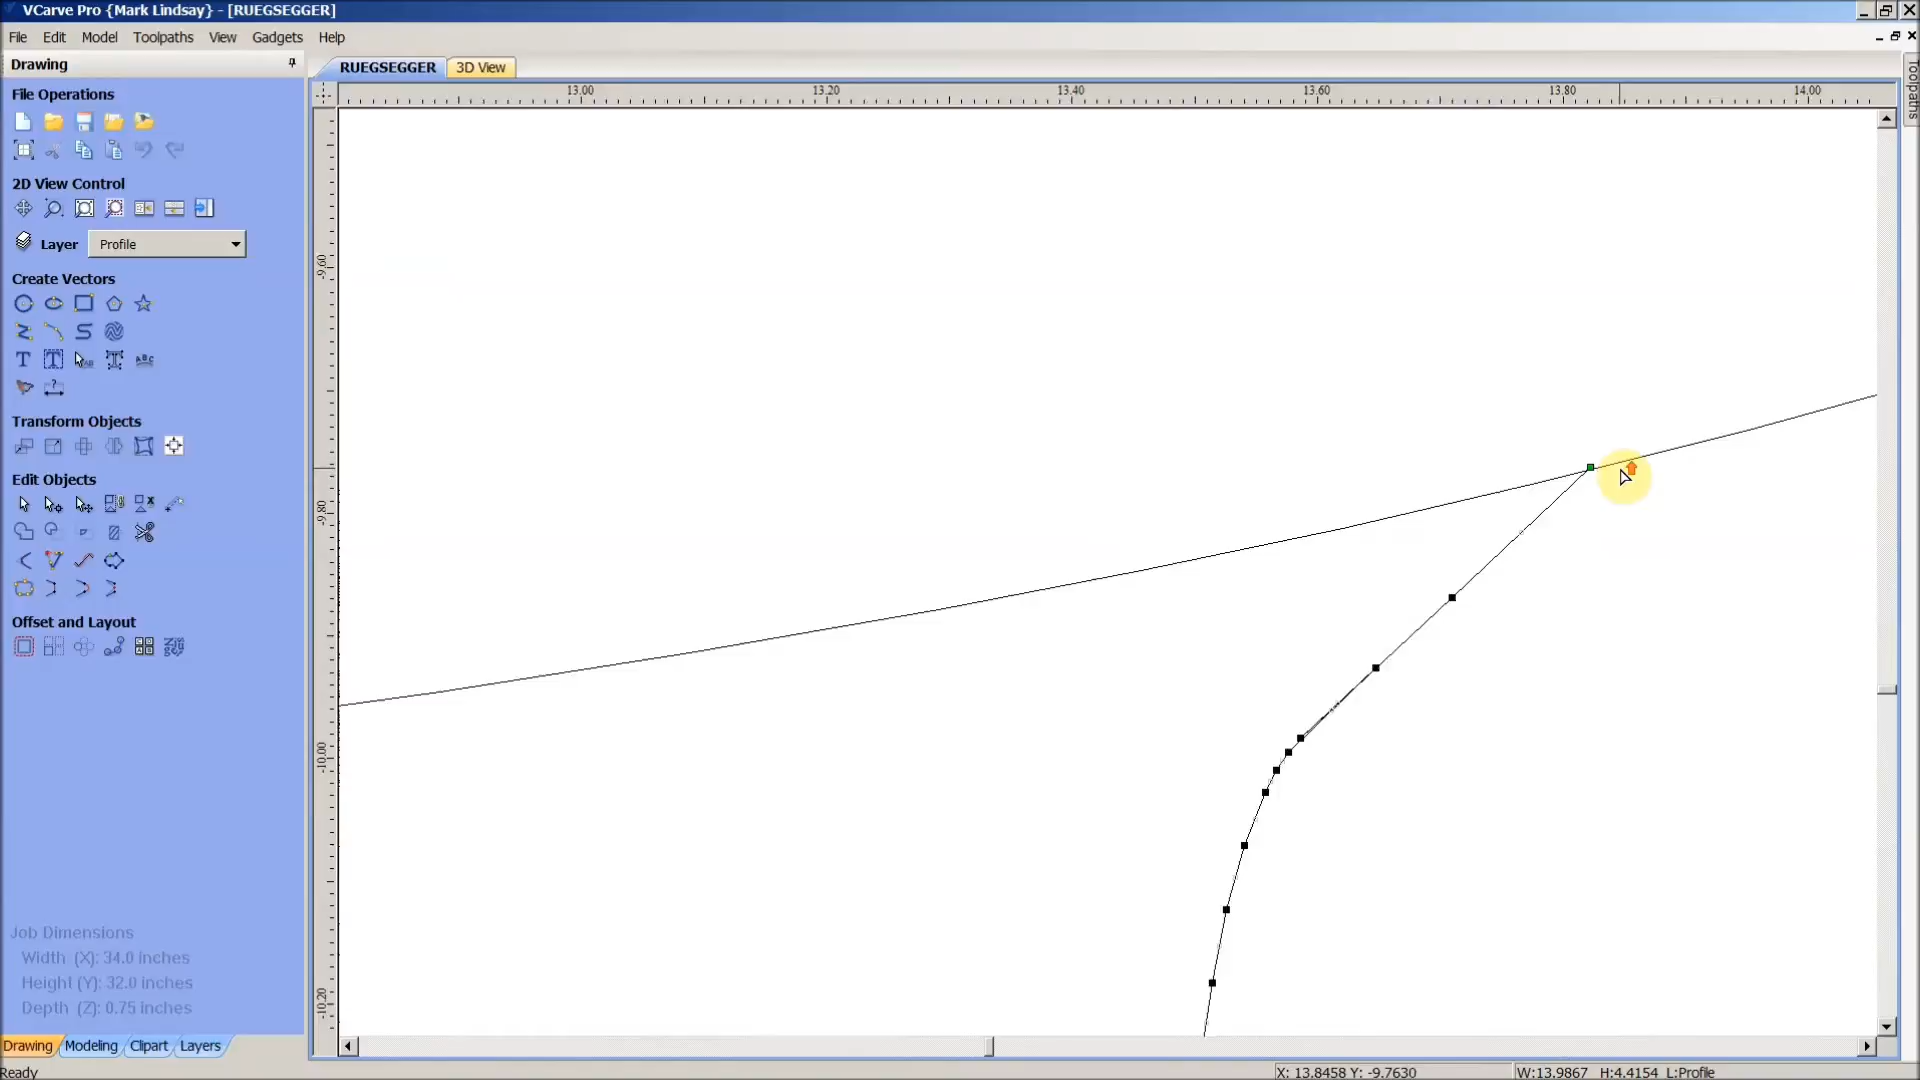 VCarve Pro {Mark Lindsay} - [RUEGSEGGER]
File Edit Model Toolpaths View Gadgets Help
Drawing
RUEGSEGGER 3D View
Toolpaths
File Operations
13.00 13.20 13.40 13.60 13.80 14.00
2D View Control
Layer Profile
-9.60
Create Vectors
Transform Objects
Edit Objects
-9.80
Offset and Layout
-10.00
Job Dimensions
Width (X): 34.0 inches
Height (Y): 32.0 inches
-10.20
Depth (Z): 0.75 inches
Drawing Modeling Clipart Layers
Ready
X: 13.8458 Y: -9.7630
W:13.9867 H:4.4154 L:Profile